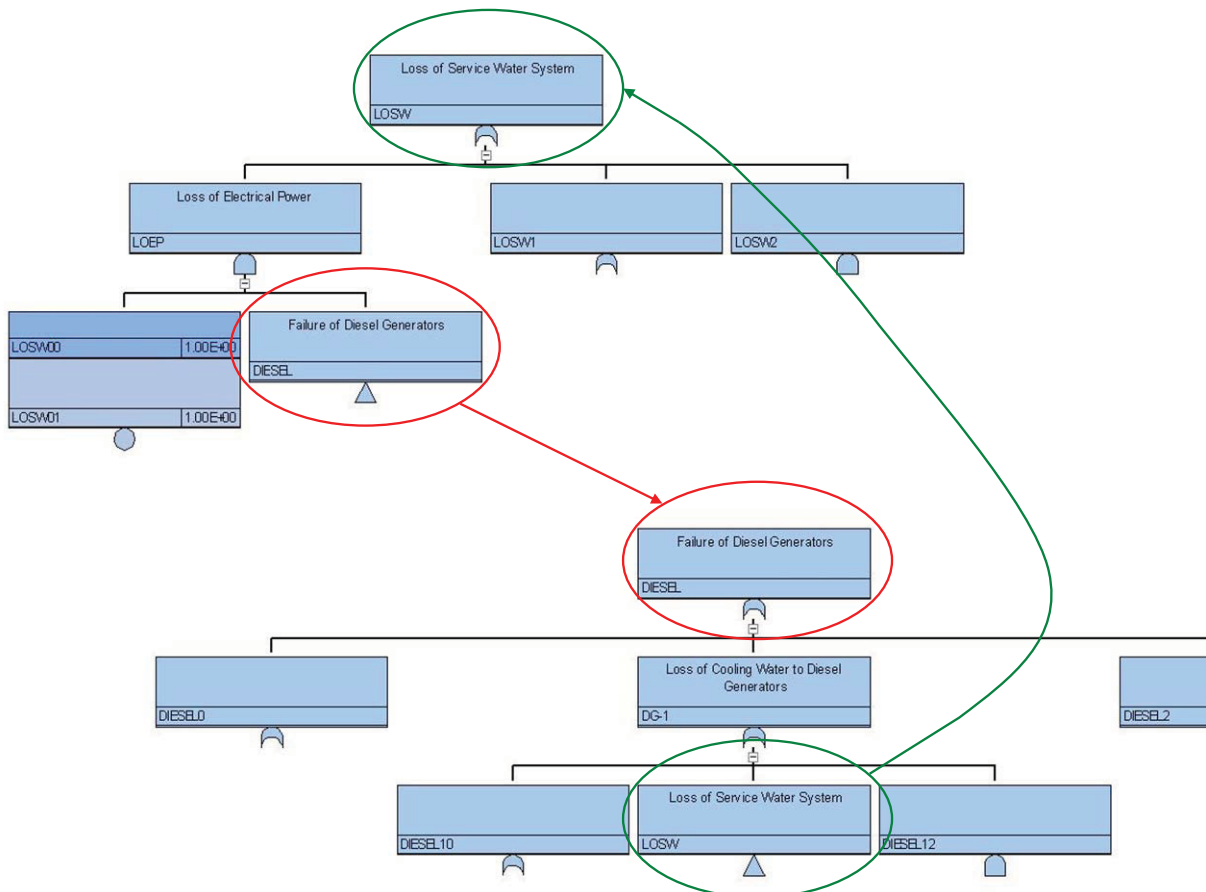 Loss of Service Water System
LOSW
Loss of Electrical Power
LOEP
LOSW1
LOSW2
LOSW00 1.00E+00
Failure of Diesel Generators
DIESEL
LOSW01 1.00E+00
Failure of Diesel Generators
DIESEL
Loss of Cooling Water to Diesel
Generators
DIESEL0
DG-1
DIESEL2
Loss of Service Water System
DIESEL10
LOSW
DIESEL12